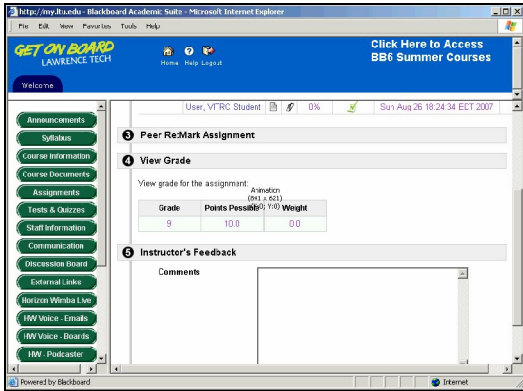 http://my.ltu.edu - Blackboard Academic Suite - Microsoft Internet Explorer
File Edit View Favorites Tools Help
GET ON BOARD
LAWRENCE TECH
Home Help Logout
Click Here to Access
BB6 Summer Courses
Welcome
User, VTRC Student 0% Sun Aug 26 18:24:34 EDT 2007
Announcements
Syllabus
Course Information
Course Documents
Assignments
Tests & Quizzes
Staff Information
Communication
Discussion Board
External Links
Horizon Wimba Live
HW Voice - Emails
HW Voice - Boards
HW - Podcaster
3 Peer Re:Mark Assignment
4 View Grade
View grade for the assignment:
Animation
(641 x 621)
Grade Points Possible Weight
9 10.0 0.0
5 Instructor's Feedback
Comments
Powered by Blackboard
Internet